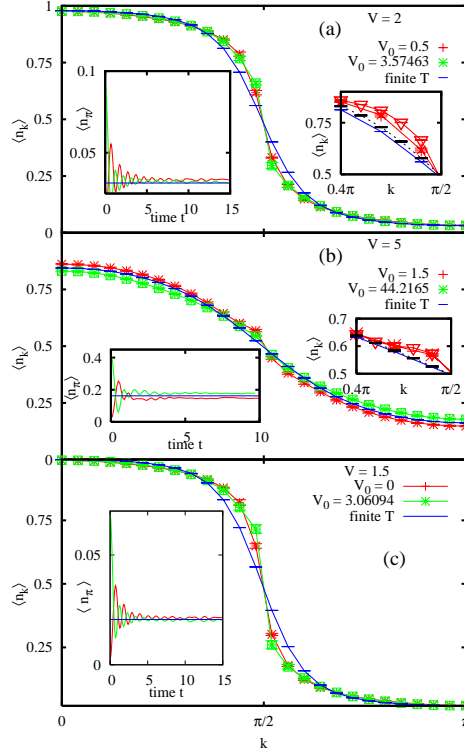 1
V = 2
(a)
V0 = 0.5
V0 = 3.57463
finite T
0.75
⟨nk⟩
0.5
0.25
0
0.1
⟨nπ⟩
0.05
0
5
10
15
time t
⟨nk⟩
0.75
0.5
0.4π
k
π/2
V = 5
(b)
V0 = 1.5
V0 = 44.2165
finite T
0.75
⟨nk⟩
0.5
0.25
0
0.4
⟨nπ⟩
0.2
0
0
10
time t
⟨nk⟩
0.7
0.6
0.5
0.4π
k
π/2
V = 1.5
V0 = 0
V0 = 3.06094
finite T
(c)
0.75
⟨nk⟩
0.5
0.25
⟨ nπ ⟩
0.05
0
0
5
10
15
time t
0
π/2
π
k